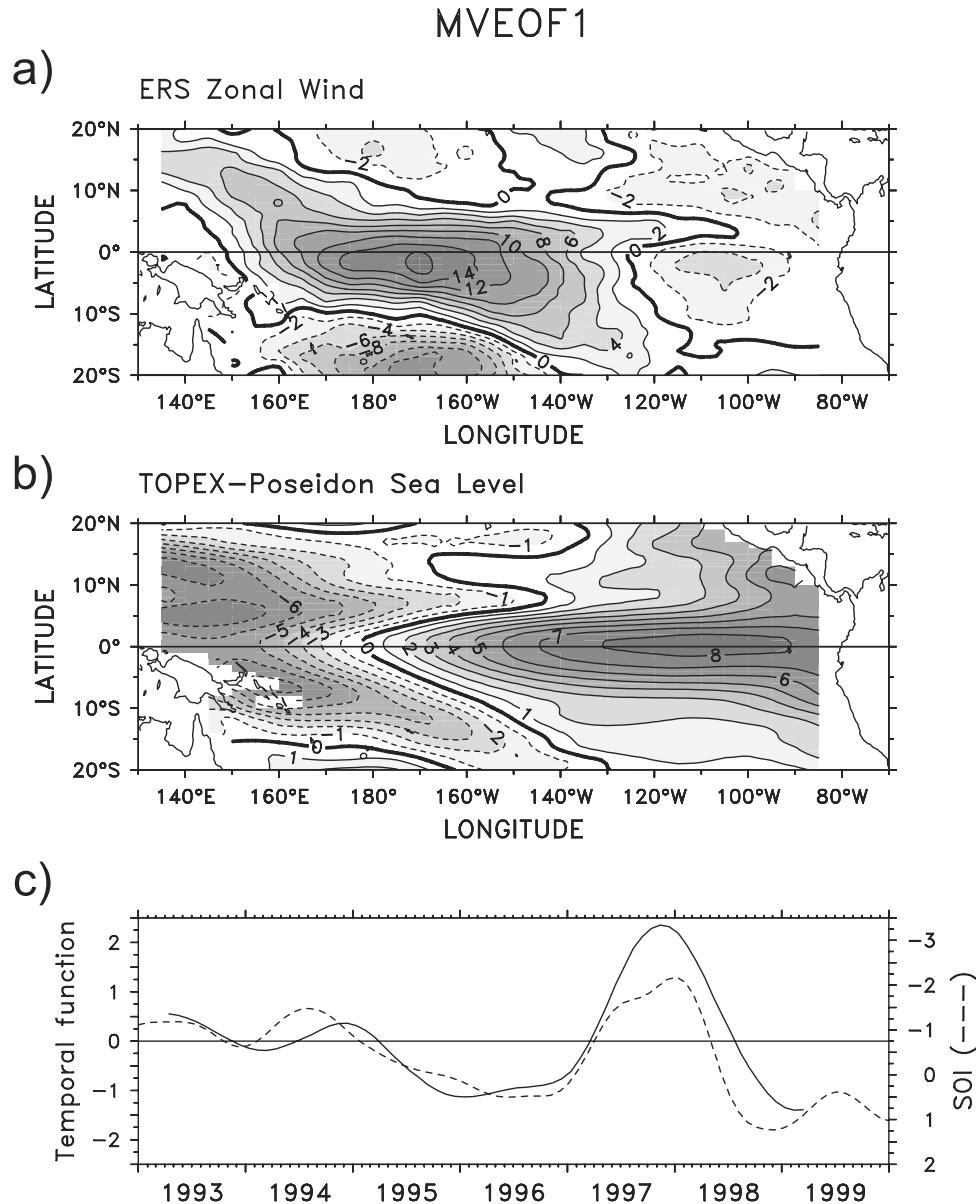 MVEOF1
a)
ERS Zonal Wind
20°N
10°N
0°
10°S
20°S
LATITUDE
-2
0
-2
2
0
10
8
6
14
12
-2
-2
-4
-6
-8
0
4
140°E 160°E 180° 160°W 140°W 120°W 100°W 80°W
LONGITUDE
b)
TOPEX-Poseidon Sea Level
20°N
10°N
0°
10°S
20°S
LATITUDE
-1
-1
-6
-5
-4
-3
0
2
3
4
5
7
8
6
1
-2
-1
0
1
140°E 160°E 180° 160°W 140°W 120°W 100°W 80°W
LONGITUDE
c)
Temporal function
2
1
0
-1
-2
-3
-2
-1
0
1
2
SOI (---)
1993 1994 1995 1996 1997 1998 1999